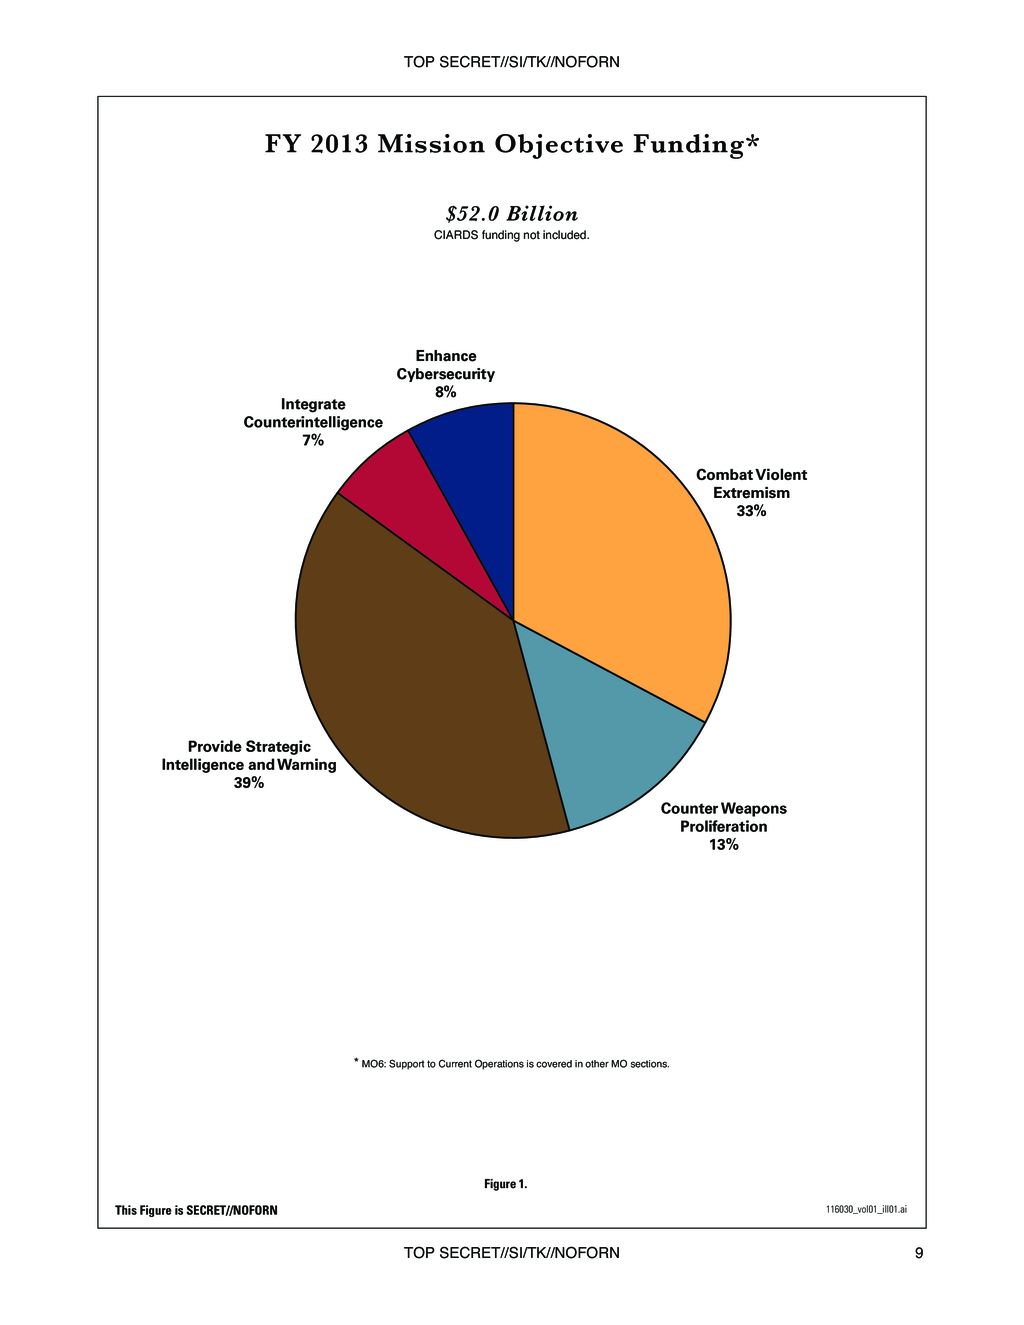 TOP SECRET//SI/TK//NOFORN
FY 2013 Mission Objective Funding*
$52.0 Billion
CIARDS funding not included.
Enhance
Cybersecurity
8%
Integrate
Counterintelligence
7%
Combat Violent
Extremism
33%
Provide Strategic
Intelligence and Warning
39%
Counter Weapons
Proliferation
13%
* MO6: Support to Current Operations is covered in other MO sections.
Figure 1.
This Figure is SECRET//NOFORN
116030_vol01_ill01.ai
TOP SECRET//SI/TK//NOFORN
9